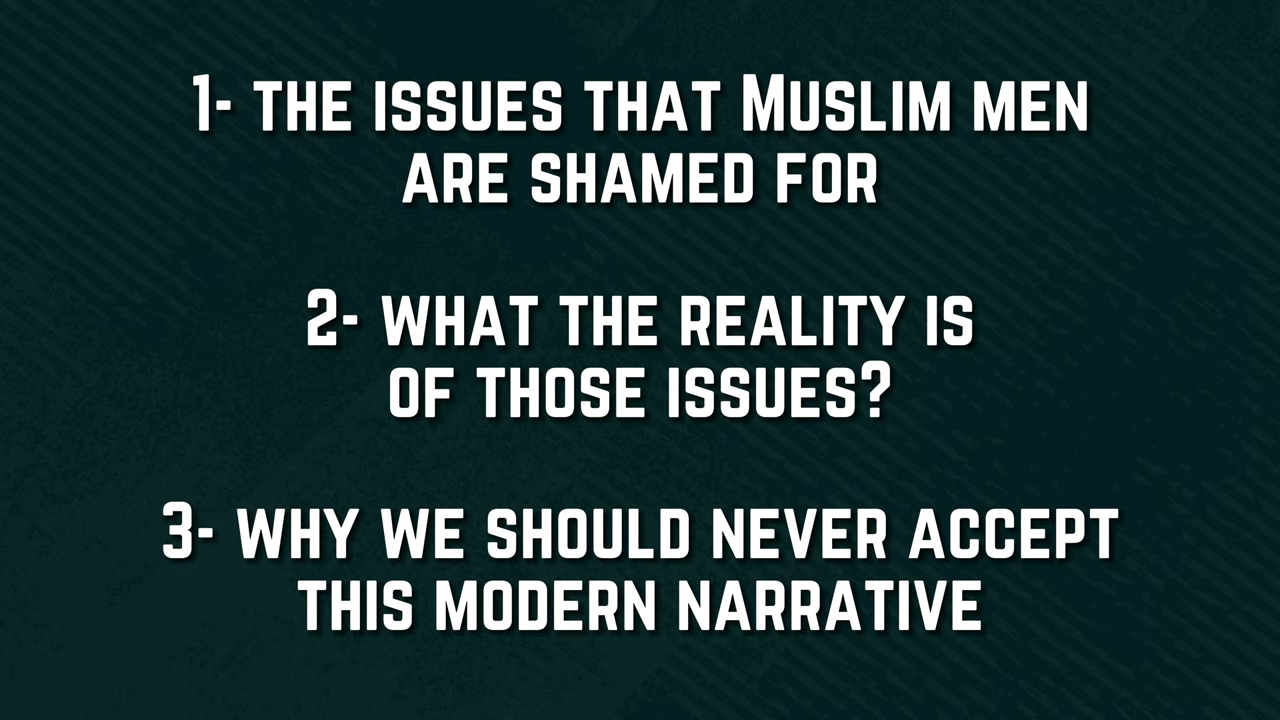 1- THE ISSUES THAT MUSLIM MEN
ARE SHAMED FOR
2- WHAT THE REALITY IS
OF THOSE ISSUES?
3- WHY WE SHOULD NEVER ACCEPT
THIS MODERN NARRATIVE